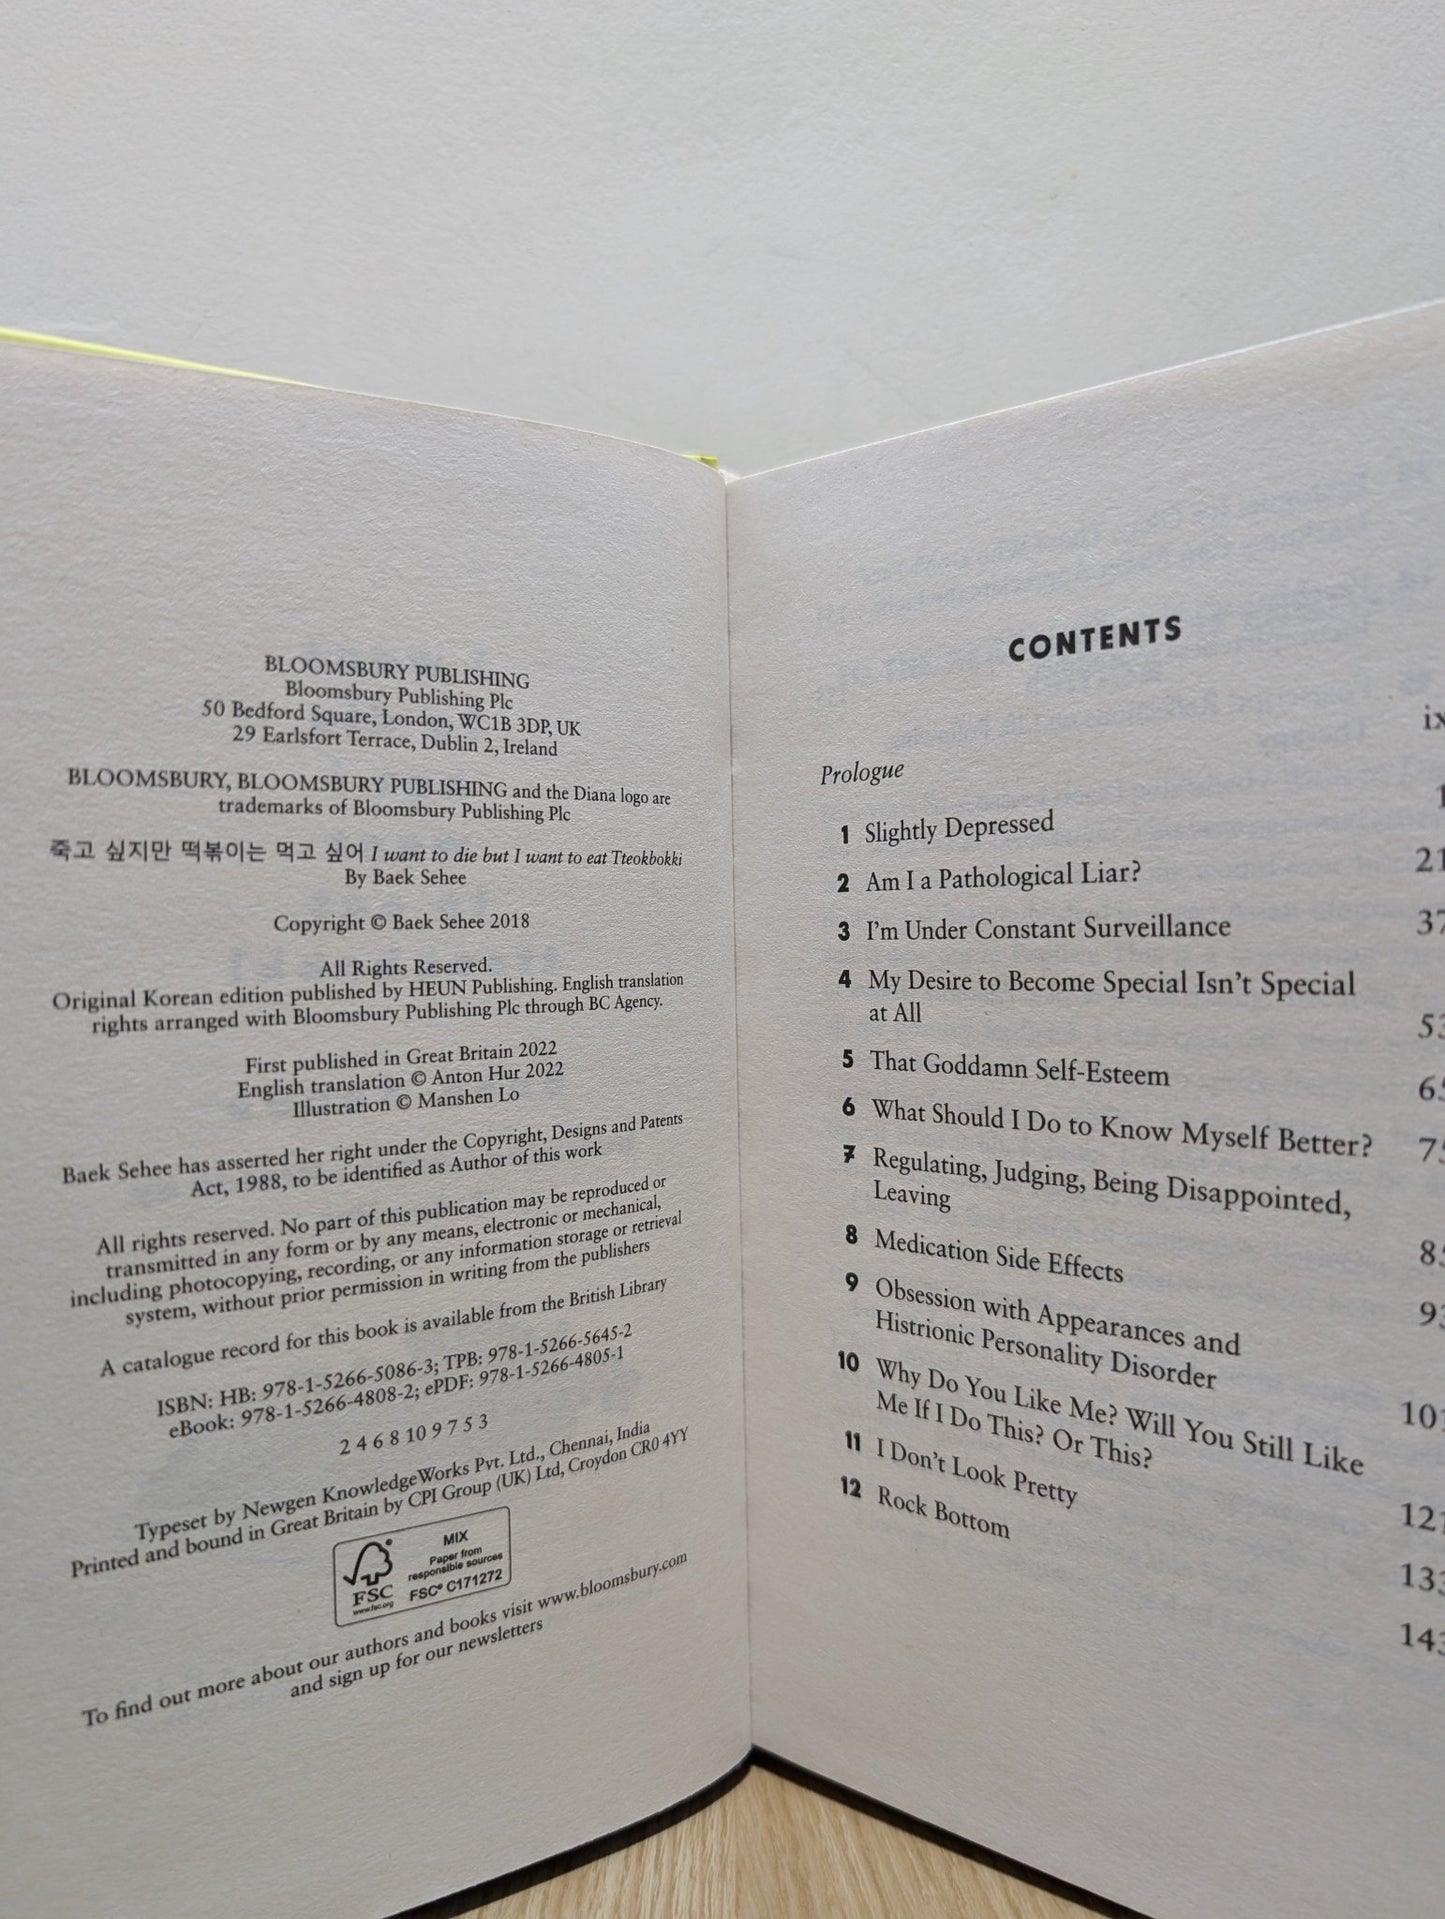 BLOOMSBURY PUBLISHING
Bloomsbury Publishing Plc
50 Bedford Square, London, WC1B 3DP, UK
29 Earlsfort Terrace, Dublin 2, Ireland
BLOOMSBURY, BLOOMSBURY PUBLISHING and the Diana logo are
trademarks of Bloomsbury Publishing Plc
죽고 싶지만 떡볶이는 먹고 싶어 I want to die but I want to eat Tteokbokki
By Baek Sehee
Copyright © Baek Sehee 2018
All Rights Reserved.
Original Korean edition published by HEUN Publishing. English translation
rights arranged with Bloomsbury Publishing Plc through BC Agency.
First published in Great Britain 2022
English translation © Anton Hur 2022
Illustration © Manshen Lo
Baek Sehee has asserted her right under the Copyright, Designs and Patents
Act, 1988, to be identified as Author of this work
All rights reserved. No part of this publication may be reproduced or
transmitted in any form or by any means, electronic or mechanical,
including photocopying, recording, or any information storage or retrieval
system, without prior permission in writing from the publishers
A catalogue record for this book is available from the British Library
ISBN: HB: 978-1-5266-5086-3; TPB: 978-1-5266-5645-2
eBook: 978-1-5266-4808-2; ePDF: 978-1-5266-4805-1
2 4 6 8 10 9 7 5 3
Typeset by Newgen KnowledgeWorks Pvt. Ltd., Chennai, India
Printed and bound in Great Britain by CPI Group (UK) Ltd, Croydon CR0 4YY
FSC
www.fsc.org
MIX
Paper from
responsible sources
FSC® C171272
To find out more about our authors and books visit www.bloomsbury.com
and sign up for our newsletters
CONTENTS
Prologue ix
1 Slightly Depressed 1
2 Am I a Pathological Liar? 21
3 I'm Under Constant Surveillance 37
4 My Desire to Become Special Isn't Special
at All 53
5 That Goddamn Self-Esteem 65
6 What Should I Do to Know Myself Better? 75
7 Regulating, Judging, Being Disappointed,
Leaving 85
8 Medication Side Effects 93
9 Obsession with Appearances and
Histrionic Personality Disorder 101
10 Why Do You Like Me? Will You Still Like
Me If I Do This? Or This? 121
11 I Don't Look Pretty 133
12 Rock Bottom 143